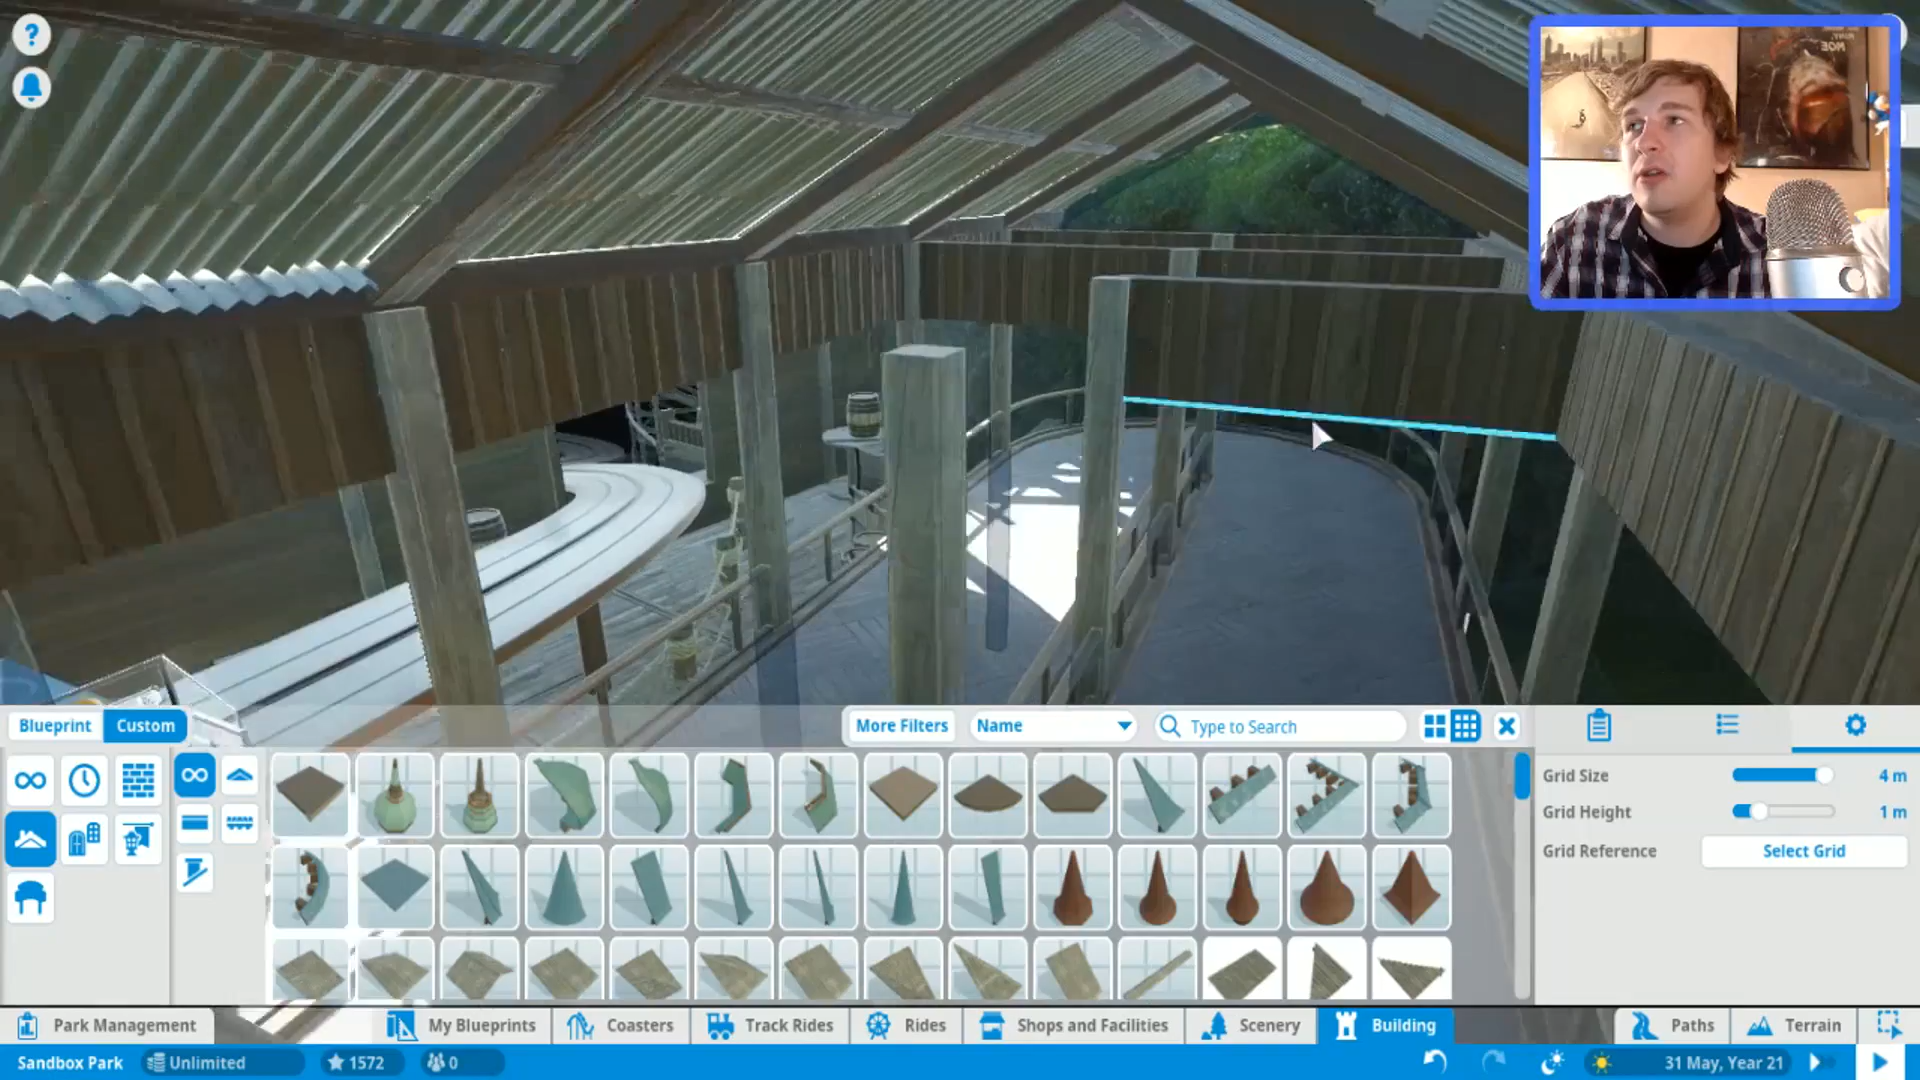 ?
Blueprint
Custom
More Filters
Name
Type to Search
Grid Size
4 m
Grid Height
1 m
Grid Reference
Select Grid
Park Management
My Blueprints
Coasters
Track Rides
Rides
Shops and Facilities
Scenery
Building
Paths
Terrain
Sandbox Park
Unlimited
1572
0
31 May, Year 21